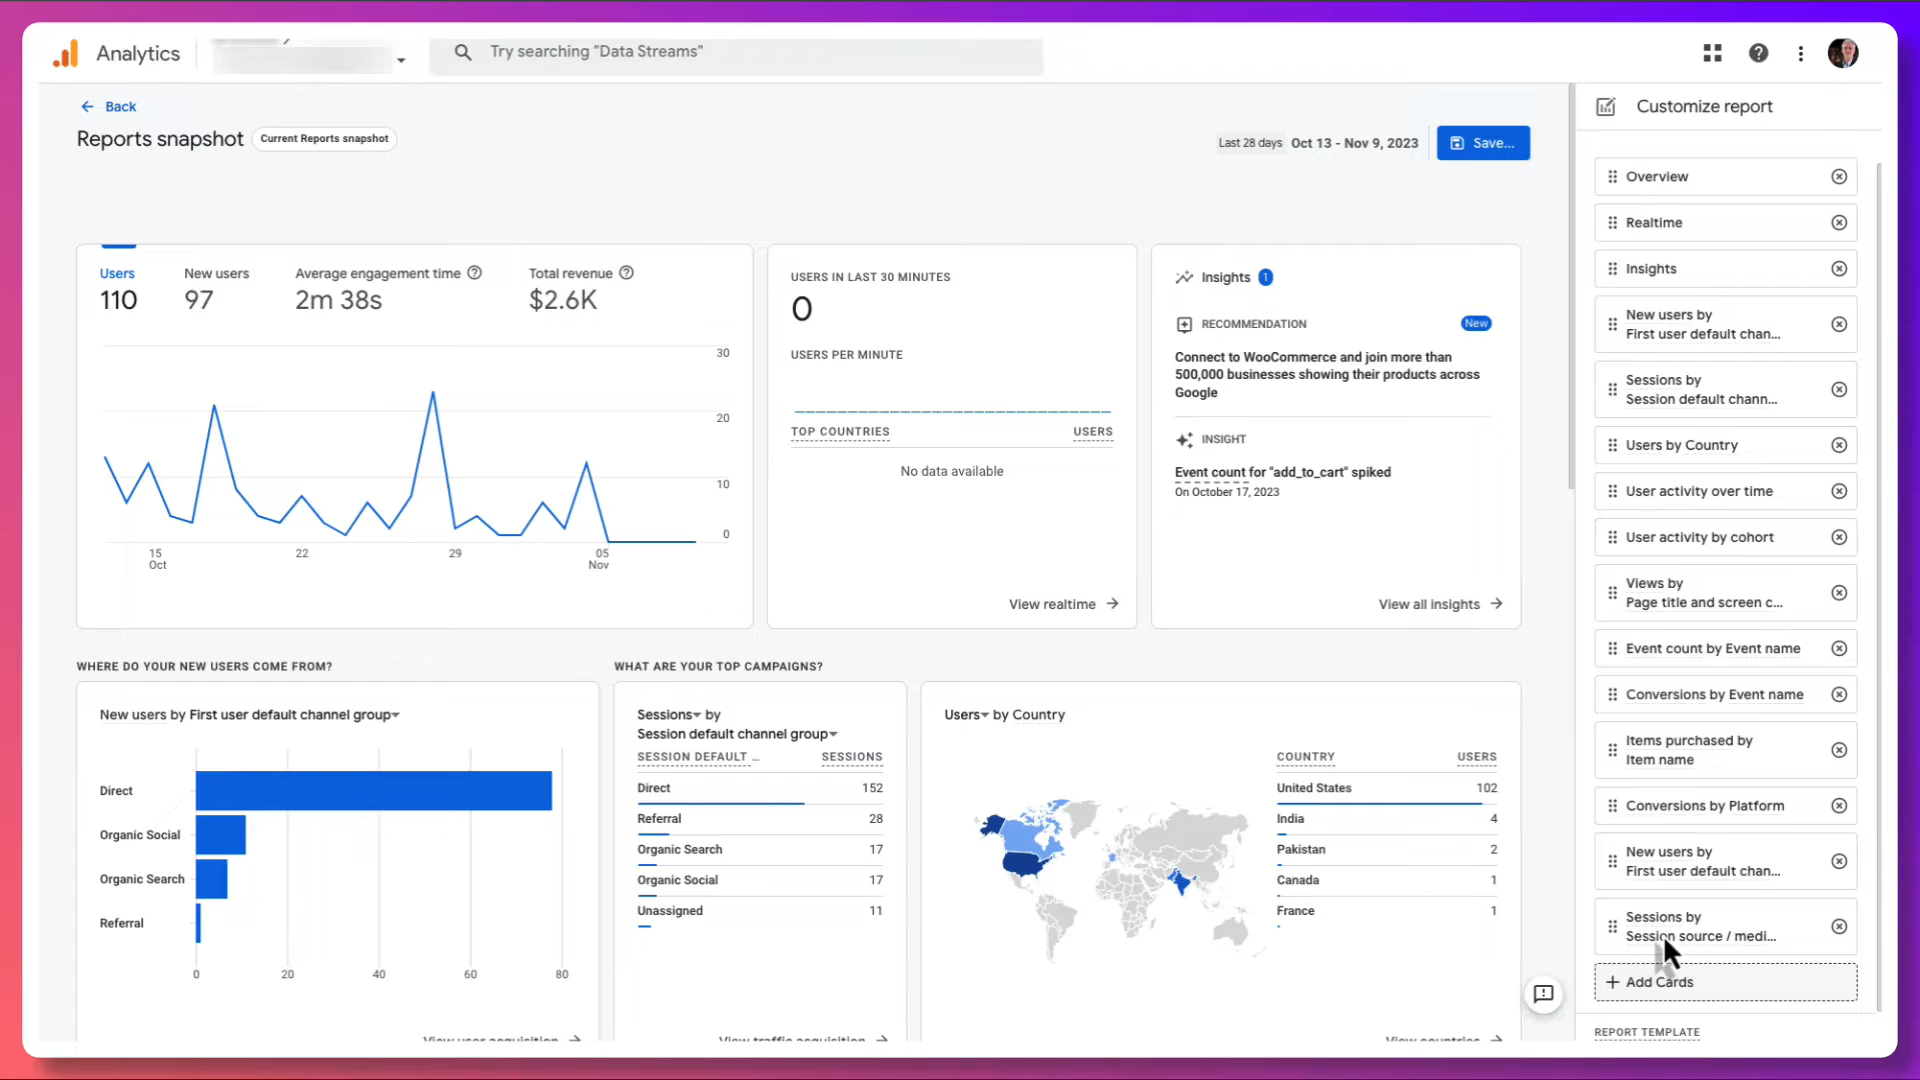 Analytics
Try searching "Data Streams"
Back
Reports snapshot
Current Reports snapshot
Last 28 days
Oct 13 - Nov 9, 2023
Save...
Users
110
New users
97
Average engagement time
2m 38s
Total revenue
$2.6K
30
20
10
0
15
Oct
22
29
05
Nov
USERS IN LAST 30 MINUTES
0
USERS PER MINUTE
TOP COUNTRIES
USERS
No data available
View realtime
Insights
1
RECOMMENDATION
New
Connect to WooCommerce and join more than
500,000 businesses showing their products across
Google
INSIGHT
Event count for "add_to_cart" spiked
On October 17, 2023
View all insights
WHERE DO YOUR NEW USERS COME FROM?
New users by First user default channel group
Direct
Organic Social
Organic Search
Referral
0
20
40
60
80
View user acquisition
WHAT ARE YOUR TOP CAMPAIGNS?
Sessions by
Session default channel group
SESSION DEFAULT ...
SESSIONS
Direct
152
Referral
28
Organic Search
17
Organic Social
17
Unassigned
11
View traffic acquisition
Users by Country
COUNTRY
USERS
United States
102
India
4
Pakistan
2
Canada
1
France
1
View countries
Customize report
Overview
Realtime
Insights
New users by
First user default chan...
Sessions by
Session default chann...
Users by Country
User activity over time
User activity by cohort
Views by
Page title and screen c...
Event count by Event name
Conversions by Event name
Items purchased by
Item name
Conversions by Platform
New users by
First user default chan...
Sessions by
Session source / medi...
Add Cards
REPORT TEMPLATE